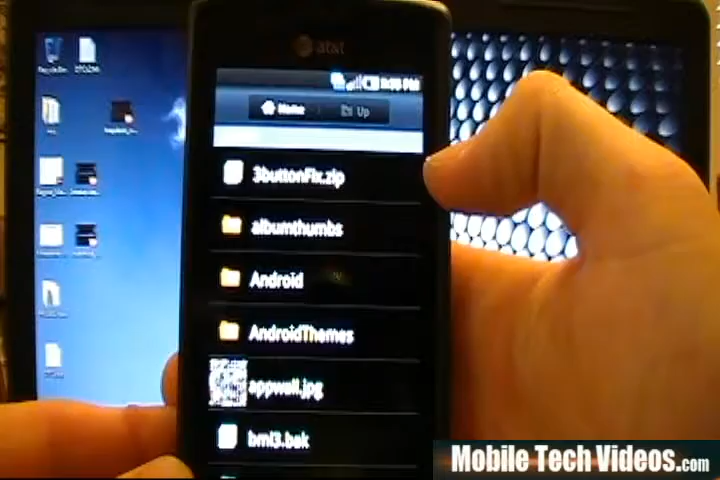 at&t
Home
Up
3buttonFix.zip
albumthumbs
Android
AndroidThemes
appwall.jpg
bml3.bak
Mobile Tech Videos.com